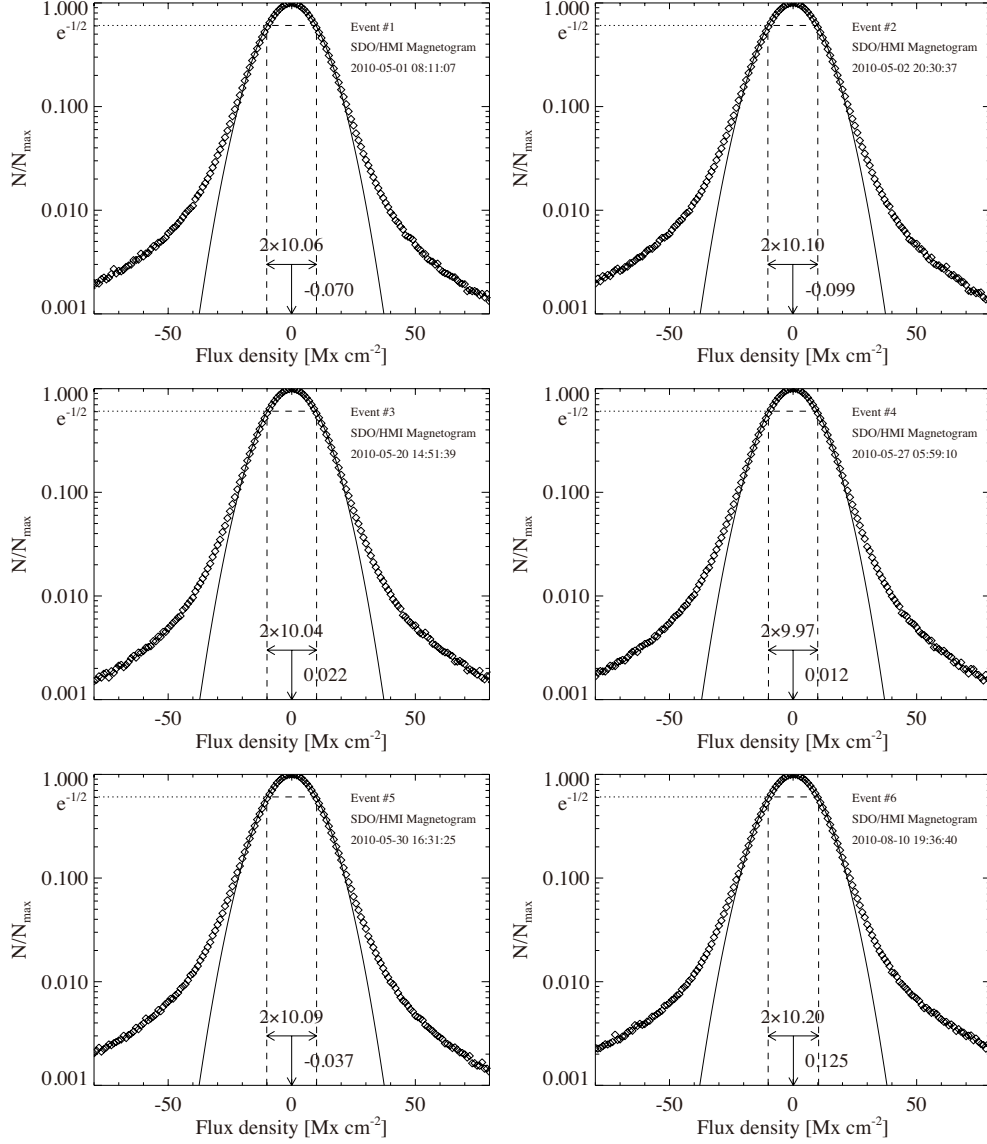 1.000
e-1/2
0.100
0.010
0.001
N/Nmax
Event #1
SDO/HMI Magnetogram
2010-05-01 08:11:07
2×10.06
-0.070
-50 0 50
Flux density [Mx cm-2]
1.000
e-1/2
0.100
0.010
0.001
N/Nmax
Event #2
SDO/HMI Magnetogram
2010-05-02 20:30:37
2×10.10
-0.099
-50 0 50
Flux density [Mx cm-2]
1.000
e-1/2
0.100
0.010
0.001
N/Nmax
Event #3
SDO/HMI Magnetogram
2010-05-20 14:51:39
2×10.04
0.022
-50 0 50
Flux density [Mx cm-2]
1.000
e-1/2
0.100
0.010
0.001
N/Nmax
Event #4
SDO/HMI Magnetogram
2010-05-27 05:59:10
2×9.97
0.012
-50 0 50
Flux density [Mx cm-2]
1.000
e-1/2
0.100
0.010
0.001
N/Nmax
Event #5
SDO/HMI Magnetogram
2010-05-30 16:31:25
2×10.09
-0.037
-50 0 50
Flux density [Mx cm-2]
1.000
e-1/2
0.100
0.010
0.001
N/Nmax
Event #6
SDO/HMI Magnetogram
2010-08-10 19:36:40
2×10.20
0.125
-50 0 50
Flux density [Mx cm-2]